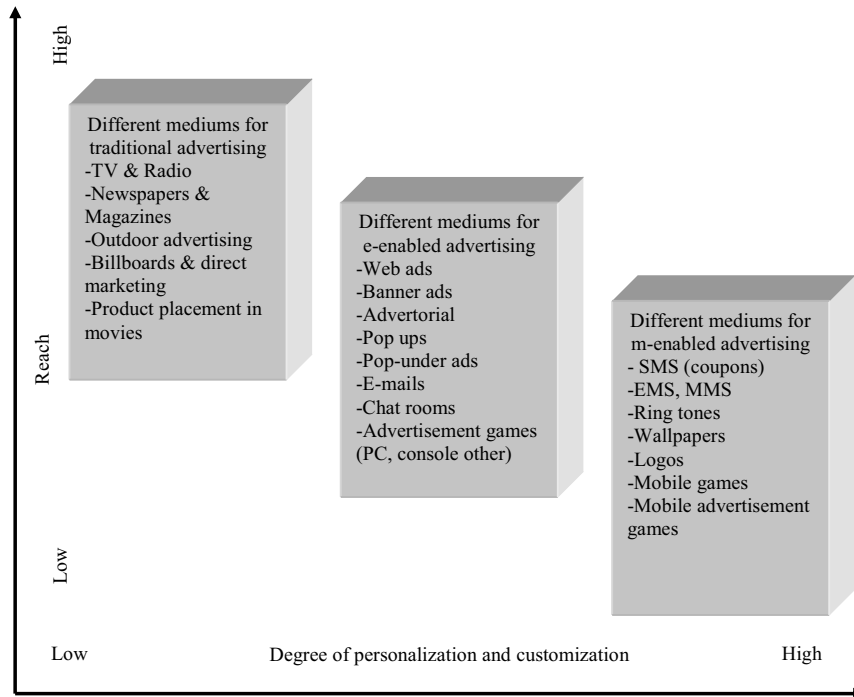 High
Different mediums for
traditional advertising
-TV & Radio
-Newspapers &
Magazines
-Outdoor advertising
-Billboards & direct
marketing
-Product placement in
movies
Different mediums for
e-enabled advertising
-Web ads
-Banner ads
-Advertorial
-Pop ups
-Pop-under ads
-E-mails
-Chat rooms
-Advertisement games
(PC, console other)
Different mediums for
m-enabled advertising
- SMS (coupons)
-EMS, MMS
-Ring tones
-Wallpapers
-Logos
-Mobile games
-Mobile advertisement
games
Reach
Low
Low
Degree of personalization and customization
High